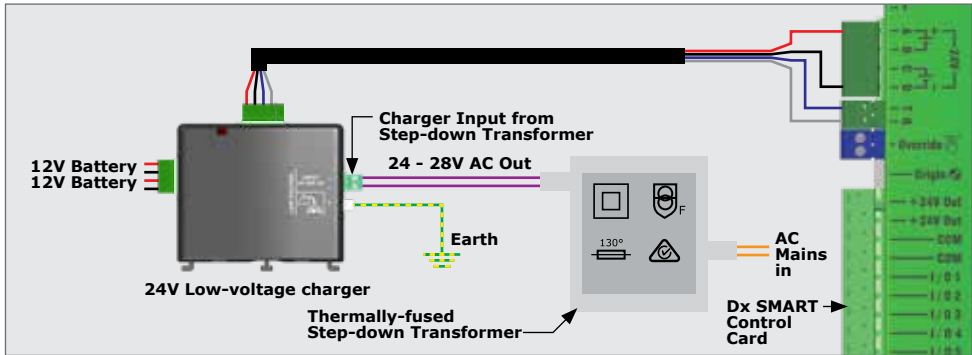 Charger Input from
Step-down Transformer
24 - 28V AC Out
12V Battery
12V Battery
Earth
24V Low-voltage charger
130°
F
AC
Mains
in
Thermally-fused
Step-down Transformer
Dx SMART
Control
Card
Override
Origin
+24V Out
+24V Out
COM
COM
I/O 1
I/O 2
I/O 3
I/O 4
I/O 5